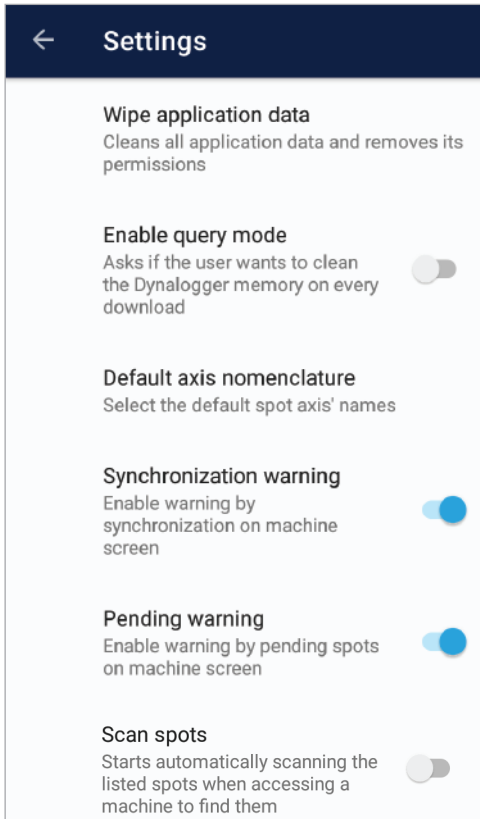 Settings
Wipe application data
Cleans all application data and removes its
permissions
Enable query mode
Asks if the user wants to clean
the Dynalogger memory on every
download
Default axis nomenclature
Select the default spot axis' names
Synchronization warning
Enable warning by
synchronization on machine
screen
Pending warning
Enable warning by pending spots
on machine screen
Scan spots
Starts automatically scanning the
listed spots when accessing a
machine to find them